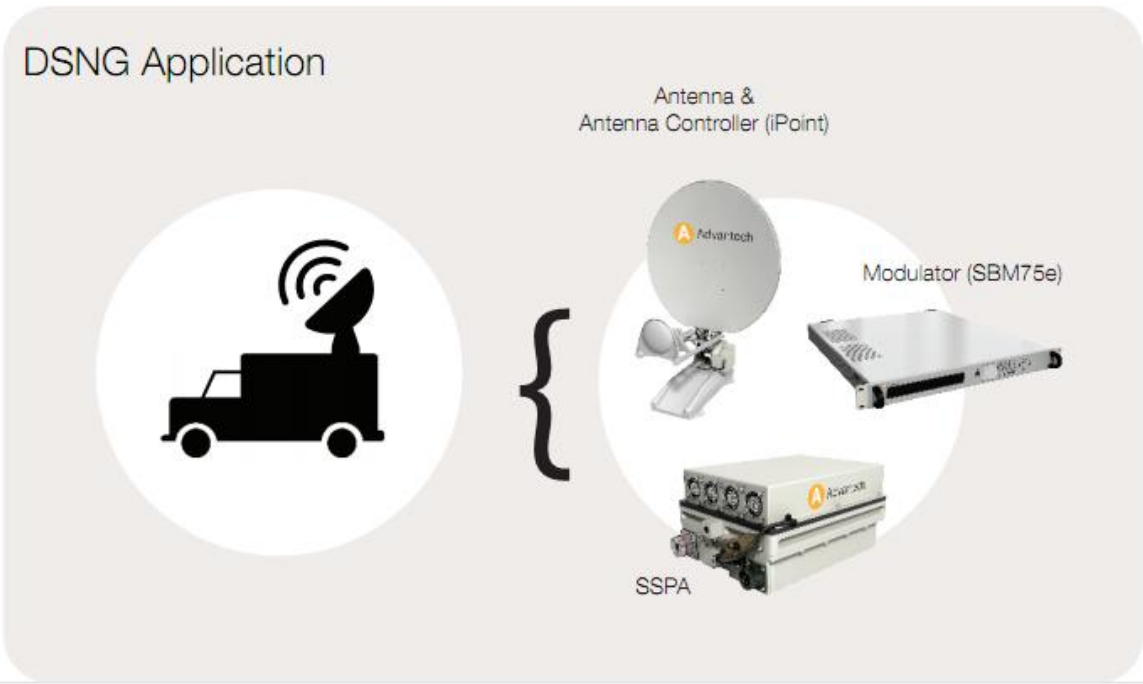 DSNG Application
Antenna &
Antenna Controller (iPoint)
A Advantech
Modulator (SBM75e)
A Advantech
SSPA